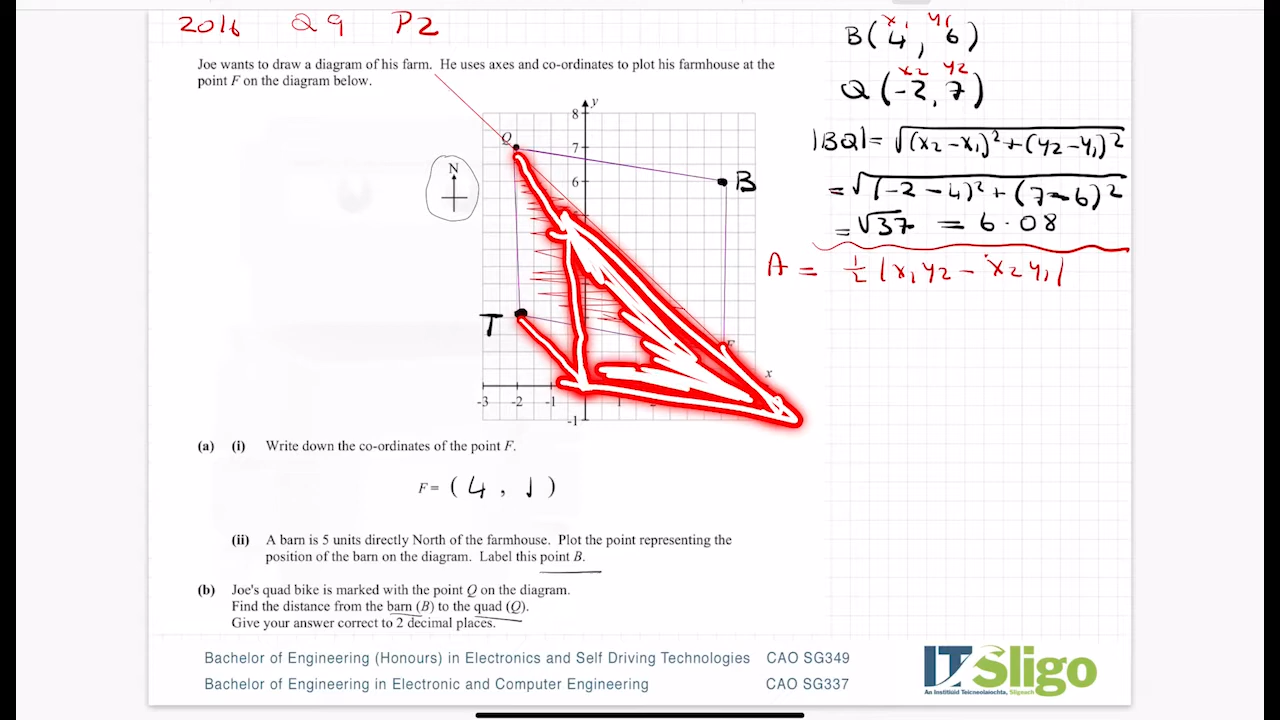 2016 Q9 P2
Joe wants to draw a diagram of his farm. He uses axes and co-ordinates to plot his farmhouse at the
point F on the diagram below.
y
8
Q
7
N
6
B
T
F
x
-3 -2 -1 1
-1
(a) (i) Write down the co-ordinates of the point F.
F = (4, 1)
(ii) A barn is 5 units directly North of the farmhouse. Plot the point representing the
position of the barn on the diagram. Label this point B.
(b) Joe's quad bike is marked with the point Q on the diagram.
Find the distance from the barn (B) to the quad (Q).
Give your answer correct to 2 decimal places.
x1 y1
B(4, 6)
x2 y2
Q(-2, 7)
|BQ| = √(x2-x1)²+(y2-y1)²
= √(-2-4)²+(7-6)²
= √37 = 6.08
A = 1/2 |x1y2 - x2y1|
Bachelor of Engineering (Honours) in Electronics and Self Driving Technologies CAO SG349
Bachelor of Engineering in Electronic and Computer Engineering CAO SG337
IT Sligo
An Institiúid Teicneolaíochta, Sligeach